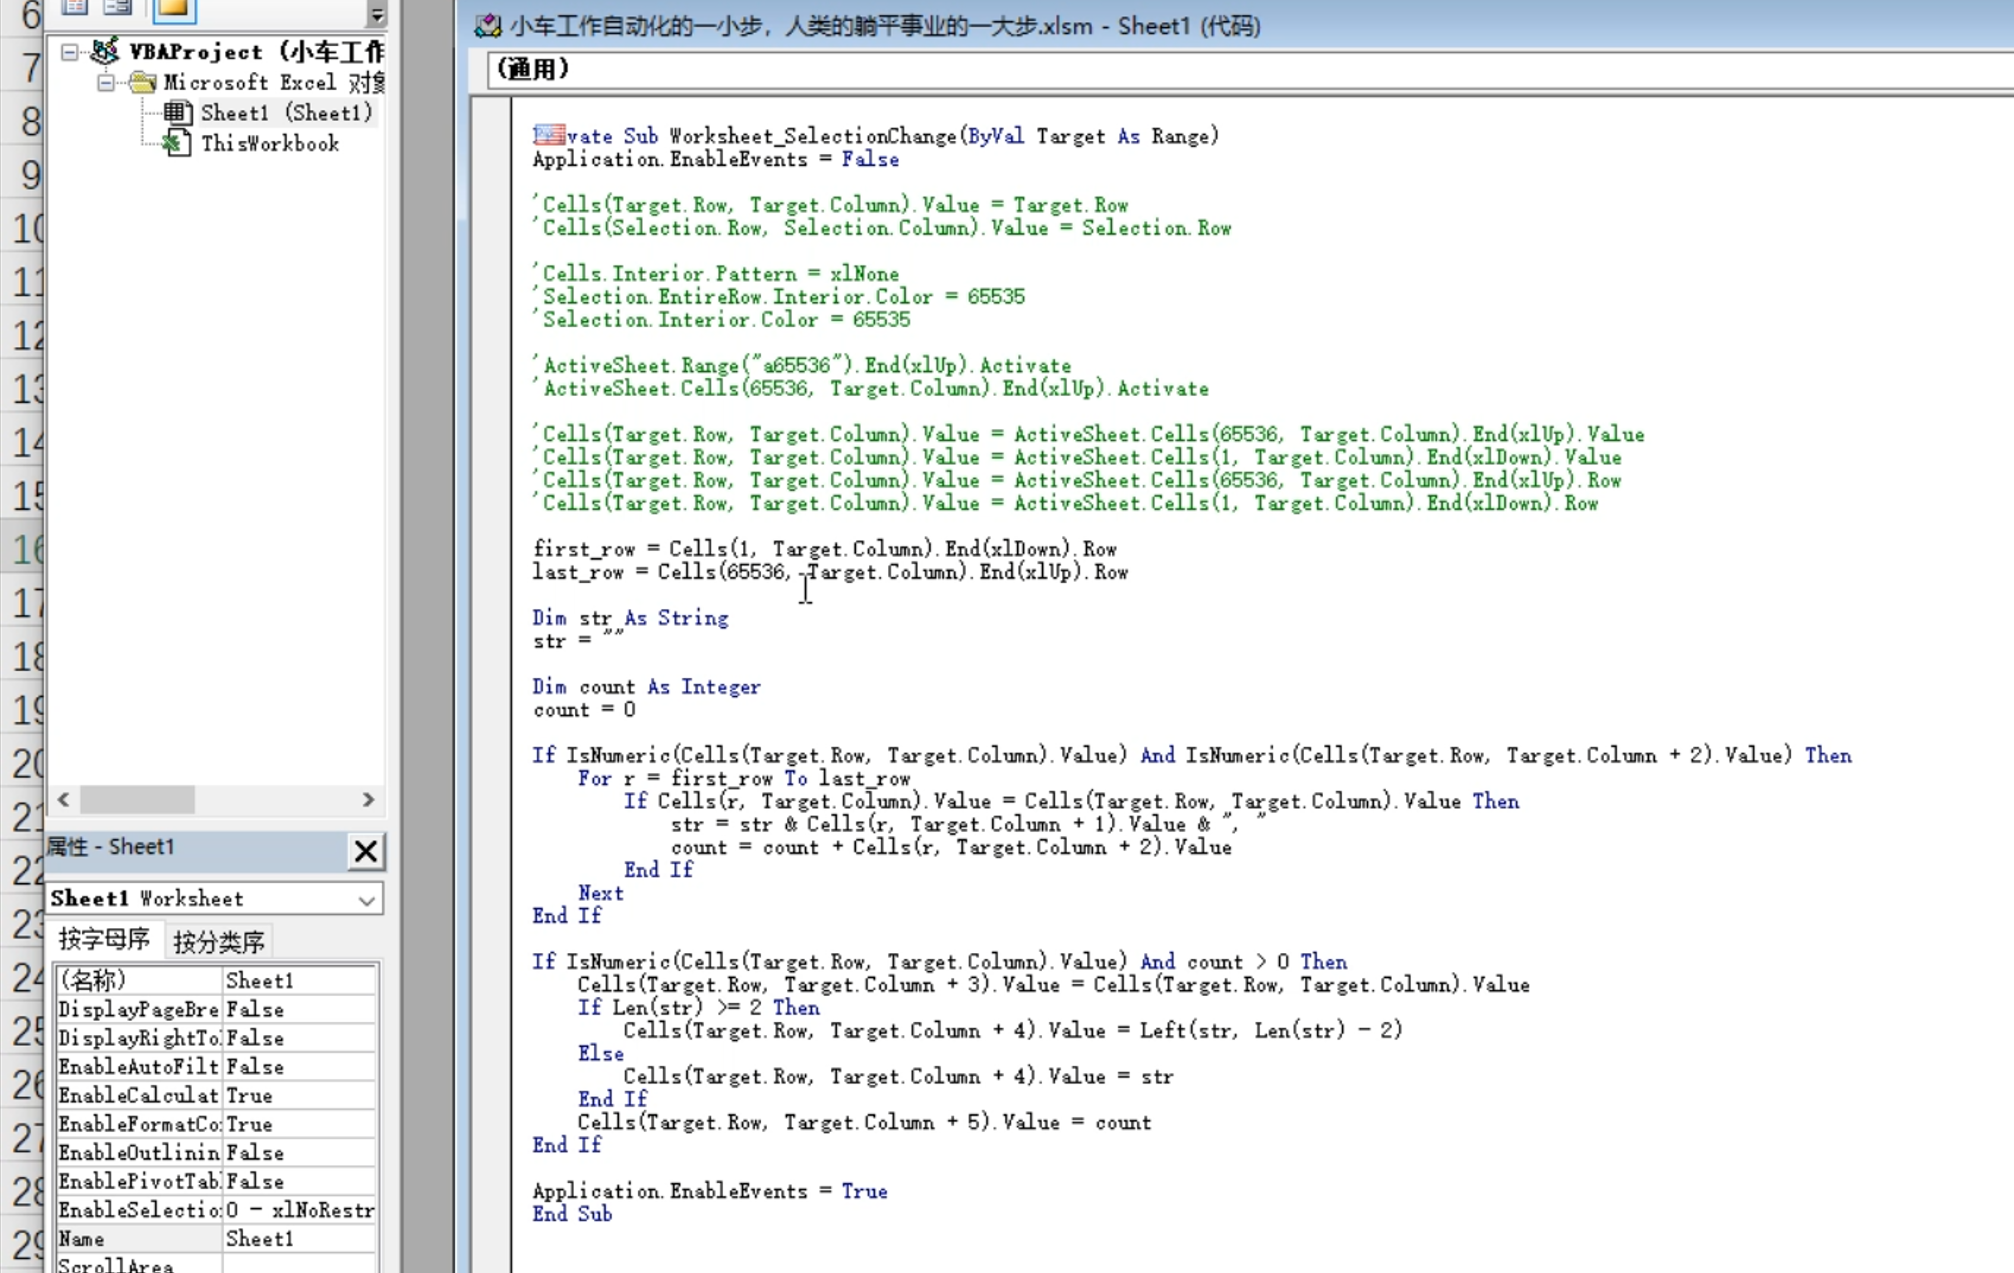 小车工作自动化的一小步，人类的躺平事业的一大步.xlsm - Sheet1 (代码)
(通用)
VBAProject (小车工作
Microsoft Excel 对象
Sheet1 (Sheet1)
ThisWorkbook
6
7
8
9
10
11
12
13
14
15
16
17
18
19
20
21
22
23
24
25
26
27
28
29
属性 - Sheet1
Sheet1 Worksheet
按字母序 按分类序
(名称) Sheet1
DisplayPageBre False
DisplayRightTo False
EnableAutoFilt False
EnableCalculat True
EnableFormatCo True
EnableOutlinin False
EnablePivotTab False
EnableSelectio 0 - xlNoRestr
Name Sheet1
ScrollArea
vate Sub Worksheet_SelectionChange(ByVal Target As Range)
Application.EnableEvents = False
'Cells(Target.Row, Target.Column).Value = Target.Row
'Cells(Selection.Row, Selection.Column).Value = Selection.Row
'Cells.Interior.Pattern = xlNone
'Selection.EntireRow.Interior.Color = 65535
'Selection.Interior.Color = 65535
'ActiveSheet.Range("a65536").End(xlUp).Activate
'ActiveSheet.Cells(65536, Target.Column).End(xlUp).Activate
'Cells(Target.Row, Target.Column).Value = ActiveSheet.Cells(65536, Target.Column).End(xlUp).Value
'Cells(Target.Row, Target.Column).Value = ActiveSheet.Cells(1, Target.Column).End(xlDown).Value
'Cells(Target.Row, Target.Column).Value = ActiveSheet.Cells(65536, Target.Column).End(xlUp).Row
'Cells(Target.Row, Target.Column).Value = ActiveSheet.Cells(1, Target.Column).End(xlDown).Row
first_row = Cells(1, Target.Column).End(xlDown).Row
last_row = Cells(65536, Target.Column).End(xlUp).Row
Dim str As String
str = ""
Dim count As Integer
count = 0
If IsNumeric(Cells(Target.Row, Target.Column).Value) And IsNumeric(Cells(Target.Row, Target.Column + 2).Value) Then
For r = first_row To last_row
If Cells(r, Target.Column).Value = Cells(Target.Row, Target.Column).Value Then
str = str & Cells(r, Target.Column + 1).Value & ", "
count = count + Cells(r, Target.Column + 2).Value
End If
Next
End If
If IsNumeric(Cells(Target.Row, Target.Column).Value) And count > 0 Then
Cells(Target.Row, Target.Column + 3).Value = Cells(Target.Row, Target.Column).Value
If Len(str) >= 2 Then
Cells(Target.Row, Target.Column + 4).Value = Left(str, Len(str) - 2)
Else
Cells(Target.Row, Target.Column + 4).Value = str
End If
Cells(Target.Row, Target.Column + 5).Value = count
End If
Application.EnableEvents = True
End Sub